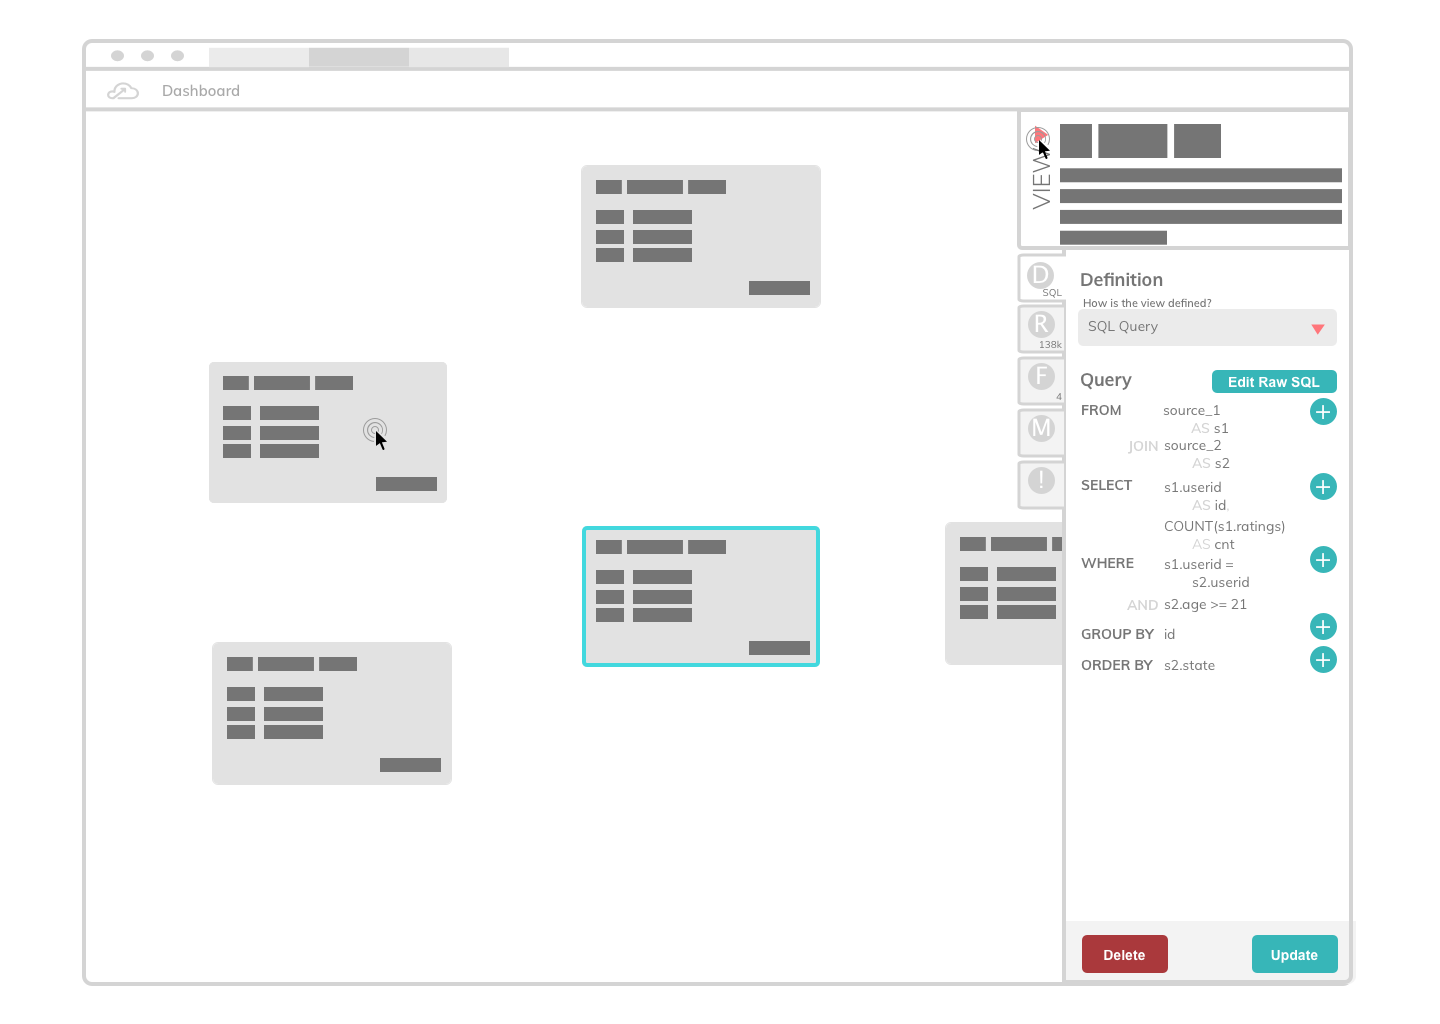 Dashboard
VIEW
D
SQL
R
138k
F
4
M
!
Definition
How is the view defined?
SQL Query
Query
Edit Raw SQL
FROM source_1
AS s1
JOIN source_2
AS s2
SELECT s1.userid
AS id,
COUNT(s1.ratings)
AS cnt
WHERE s1.userid =
s2.userid
AND s2.age >= 21
GROUP BY id
ORDER BY s2.state
Delete
Update